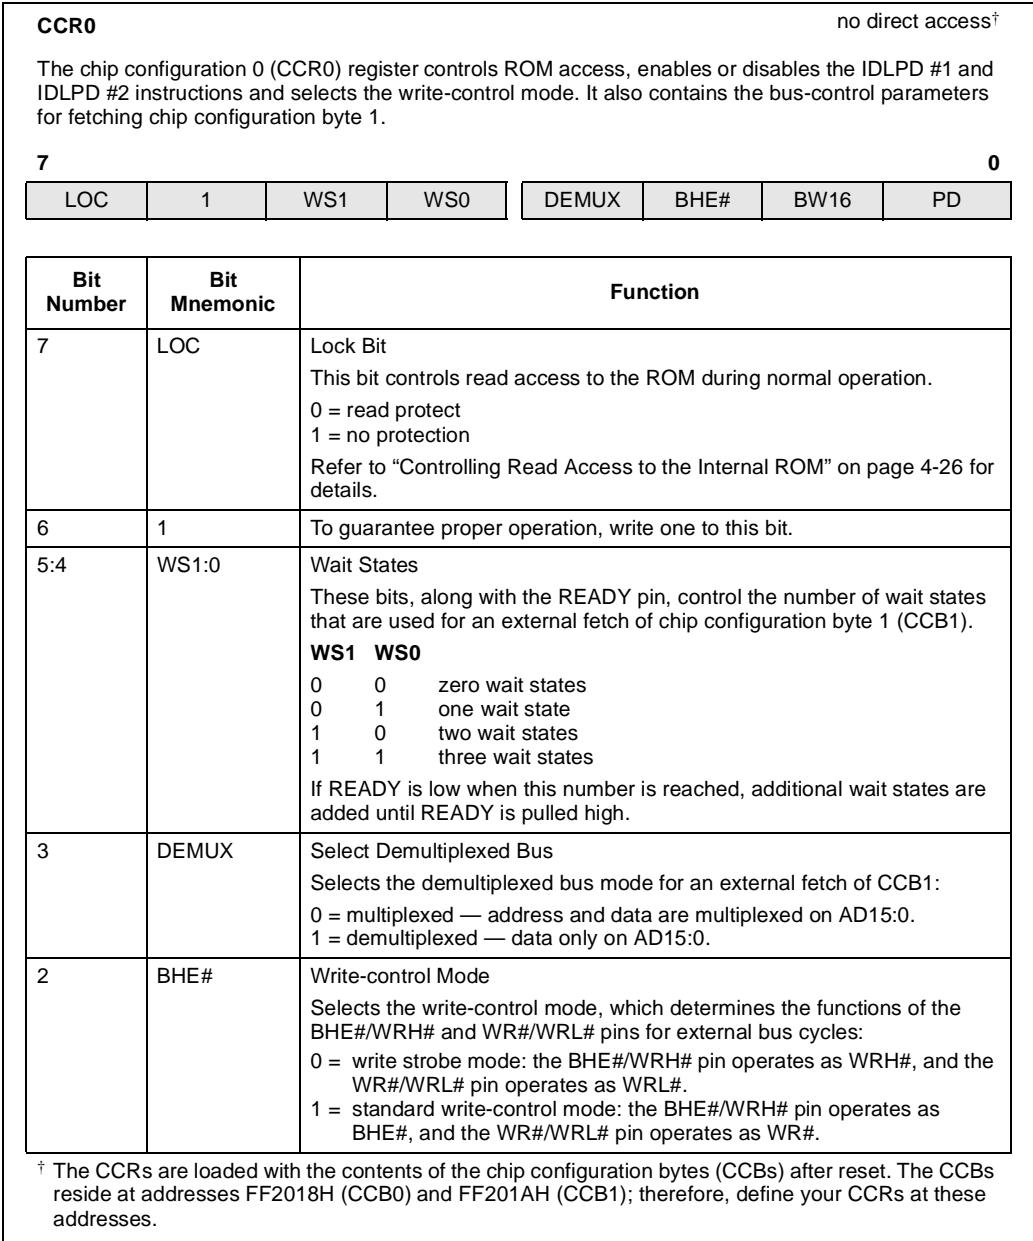 CCR0 no direct access†
The chip configuration 0 (CCR0) register controls ROM access, enables or disables the IDLPD #1 and
IDLPD #2 instructions and selects the write-control mode. It also contains the bus-control parameters
for fetching chip configuration byte 1.
7 0
LOC 1 WS1 WS0 DEMUX BHE# BW16 PD
Bit Number Bit Mnemonic Function
7 LOC Lock Bit
This bit controls read access to the ROM during normal operation.
0 = read protect
1 = no protection
Refer to “Controlling Read Access to the Internal ROM” on page 4-26 for
details.
6 1 To guarantee proper operation, write one to this bit.
5:4 WS1:0 Wait States
These bits, along with the READY pin, control the number of wait states
that are used for an external fetch of chip configuration byte 1 (CCB1).
WS1 WS0
0 0 zero wait states
0 1 one wait state
1 0 two wait states
1 1 three wait states
If READY is low when this number is reached, additional wait states are
added until READY is pulled high.
3 DEMUX Select Demultiplexed Bus
Selects the demultiplexed bus mode for an external fetch of CCB1:
0 = multiplexed — address and data are multiplexed on AD15:0.
1 = demultiplexed — data only on AD15:0.
2 BHE# Write-control Mode
Selects the write-control mode, which determines the functions of the
BHE#/WRH# and WR#/WRL# pins for external bus cycles:
0 = write strobe mode: the BHE#/WRH# pin operates as WRH#, and the
WR#/WRL# pin operates as WRL#.
1 = standard write-control mode: the BHE#/WRH# pin operates as
BHE#, and the WR#/WRL# pin operates as WR#.
† The CCRs are loaded with the contents of the chip configuration bytes (CCBs) after reset. The CCBs
reside at addresses FF2018H (CCB0) and FF201AH (CCB1); therefore, define your CCRs at these
addresses.